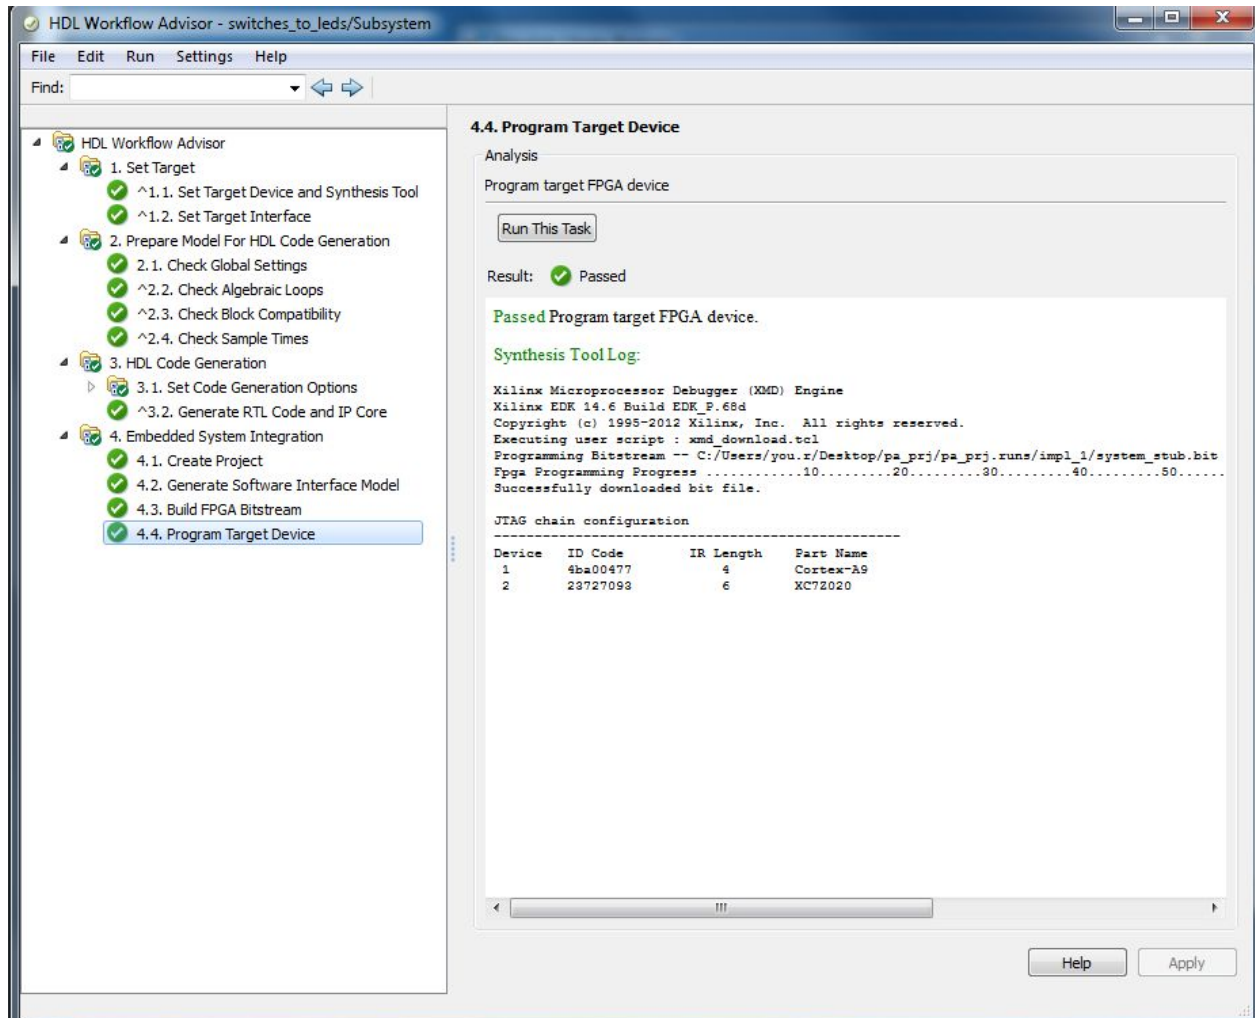 HDL Workflow Advisor - switches_to_leds/Subsystem
File Edit Run Settings Help
Find:
HDL Workflow Advisor
1. Set Target
^1.1. Set Target Device and Synthesis Tool
^1.2. Set Target Interface
2. Prepare Model For HDL Code Generation
2.1. Check Global Settings
^2.2. Check Algebraic Loops
^2.3. Check Block Compatibility
^2.4. Check Sample Times
3. HDL Code Generation
3.1. Set Code Generation Options
^3.2. Generate RTL Code and IP Core
4. Embedded System Integration
4.1. Create Project
4.2. Generate Software Interface Model
4.3. Build FPGA Bitstream
4.4. Program Target Device
4.4. Program Target Device
Analysis
Program target FPGA device
Run This Task
Result: Passed
Passed Program target FPGA device.
Synthesis Tool Log:
Xilinx Microprocessor Debugger (XMD) Engine
Xilinx EDK 14.6 Build EDK_P.68d
Copyright (c) 1995-2012 Xilinx, Inc. All rights reserved.
Executing user script : xmd_download.tcl
Programming Bitstream -- C:/Users/you.r/Desktop/pa_prj/pa_prj.runs/impl_1/system_stub.bit
Fpga Programming Progress ............10.........20.........30.........40.........50......
Successfully downloaded bit file.
JTAG chain configuration
--------------------------------------------------
Device ID Code IR Length Part Name
1 4ba00477 4 Cortex-A9
2 23727093 6 XC7Z020
Help Apply